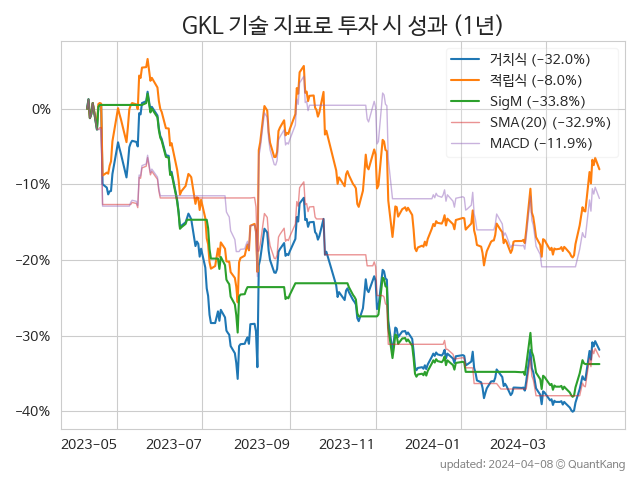 GKL 기술 지표로 투자 시 성과 (1년)
거치식 (−32.0%)
적립식 (−8.0%)
SigM (−33.8%)
SMA(20) (−32.9%)
MACD (−11.9%)
0%
−10%
−20%
−30%
−40%
2023-05 2023-07 2023-09 2023-11 2024-01 2024-03
updated: 2024-04-08 © QuantKang